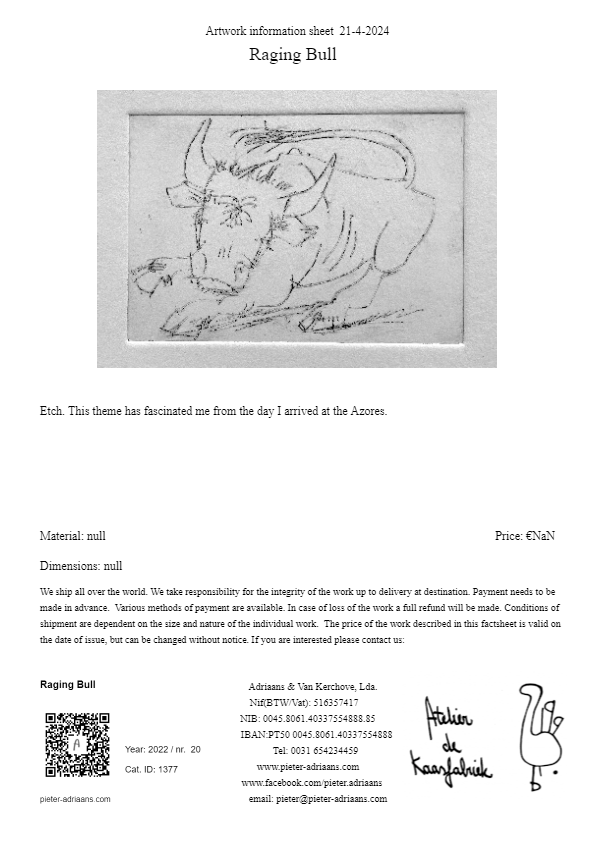 Artwork information sheet 21-4-2024
Raging Bull
Etch. This theme has fascinated me from the day I arrived at the Azores.
Material: null
Price: €NaN
Dimensions: null
We ship all over the world. We take responsibility for the integrity of the work up to delivery at destination. Payment needs to be
made in advance. Various methods of payment are available. In case of loss of the work a full refund will be made. Conditions of
shipment are dependent on the size and nature of the individual work. The price of the work described in this factsheet is valid on
the date of issue, but can be changed without notice. If you are interested please contact us:
Raging Bull
A
Year: 2022 / nr. 20
Cat. ID: 1377
pieter-adriaans.com
Adriaans & Van Kerchove, Lda.
Nif(BTW/Vat): 516357417
NIB: 0045.8061.40337554888.85
IBAN:PT50 0045.8061.40337554888
Tel: 0031 654234459
www.pieter-adriaans.com
www.facebook.com/pieter.adriaans
email: pieter@pieter-adriaans.com
Atelier
de
Kaasfabriek